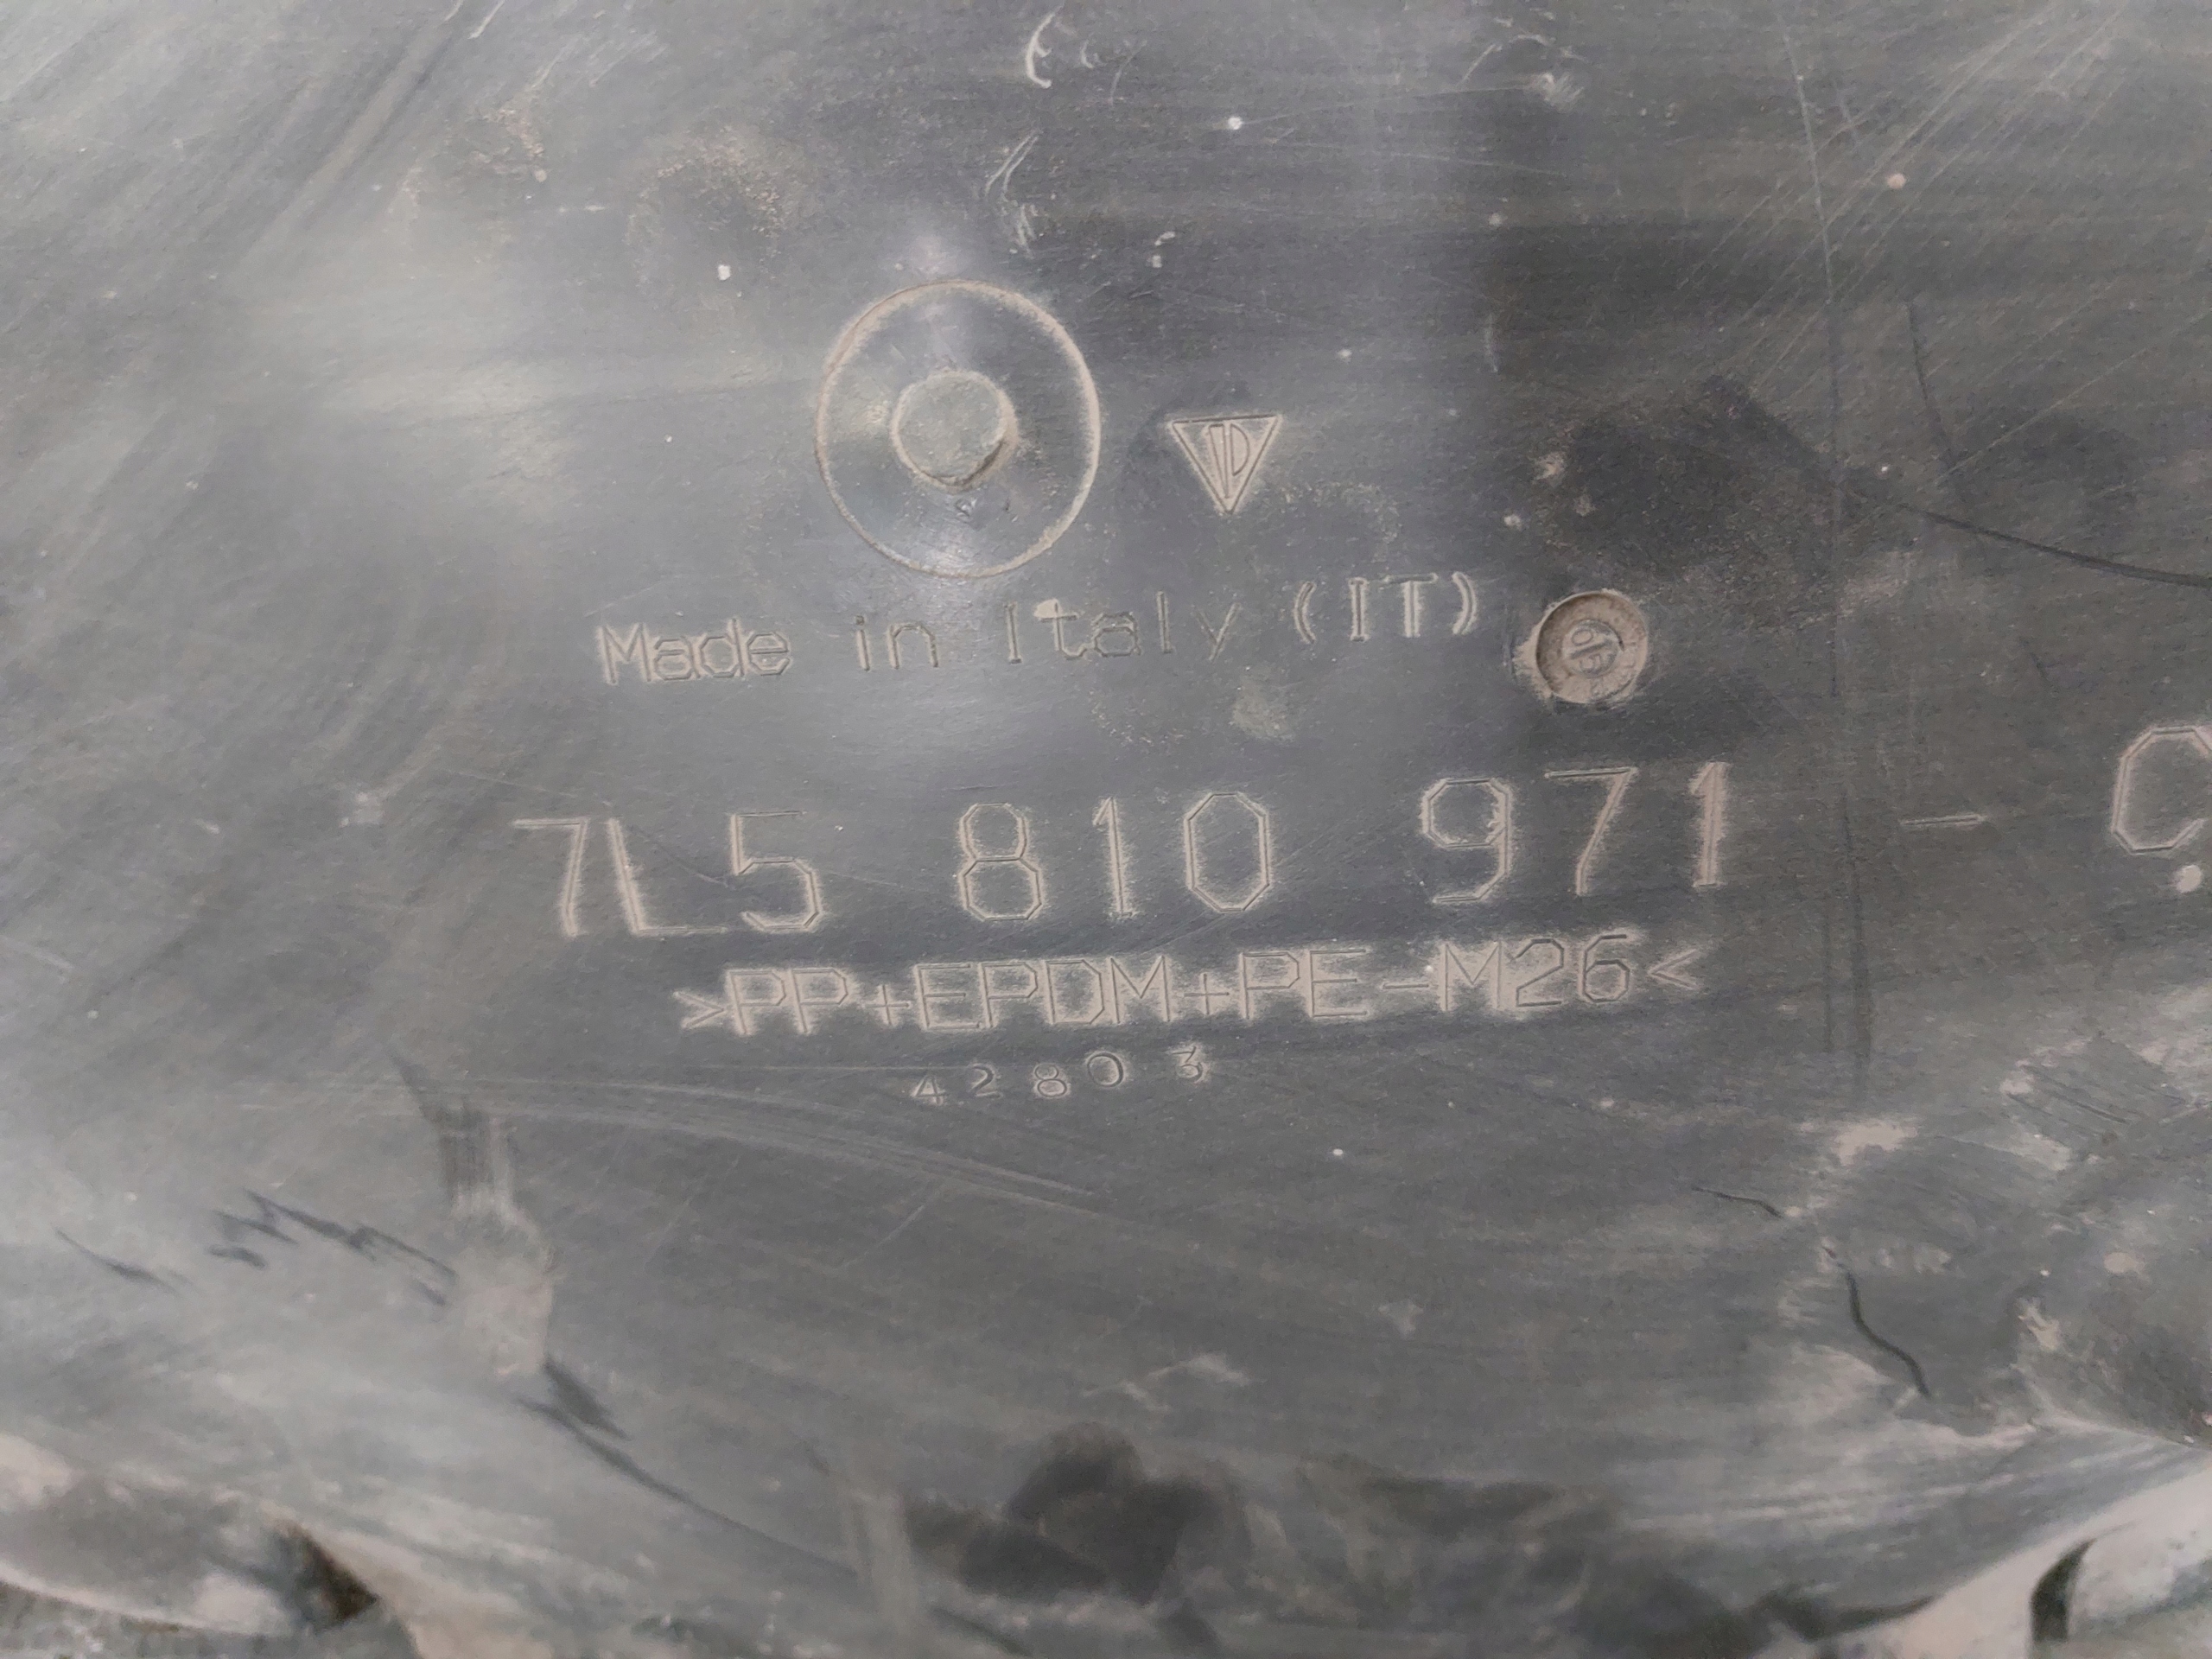 Made in Italy (IT)
7L5 810 971 -
>PP+EPDM+PE-M26<
42803